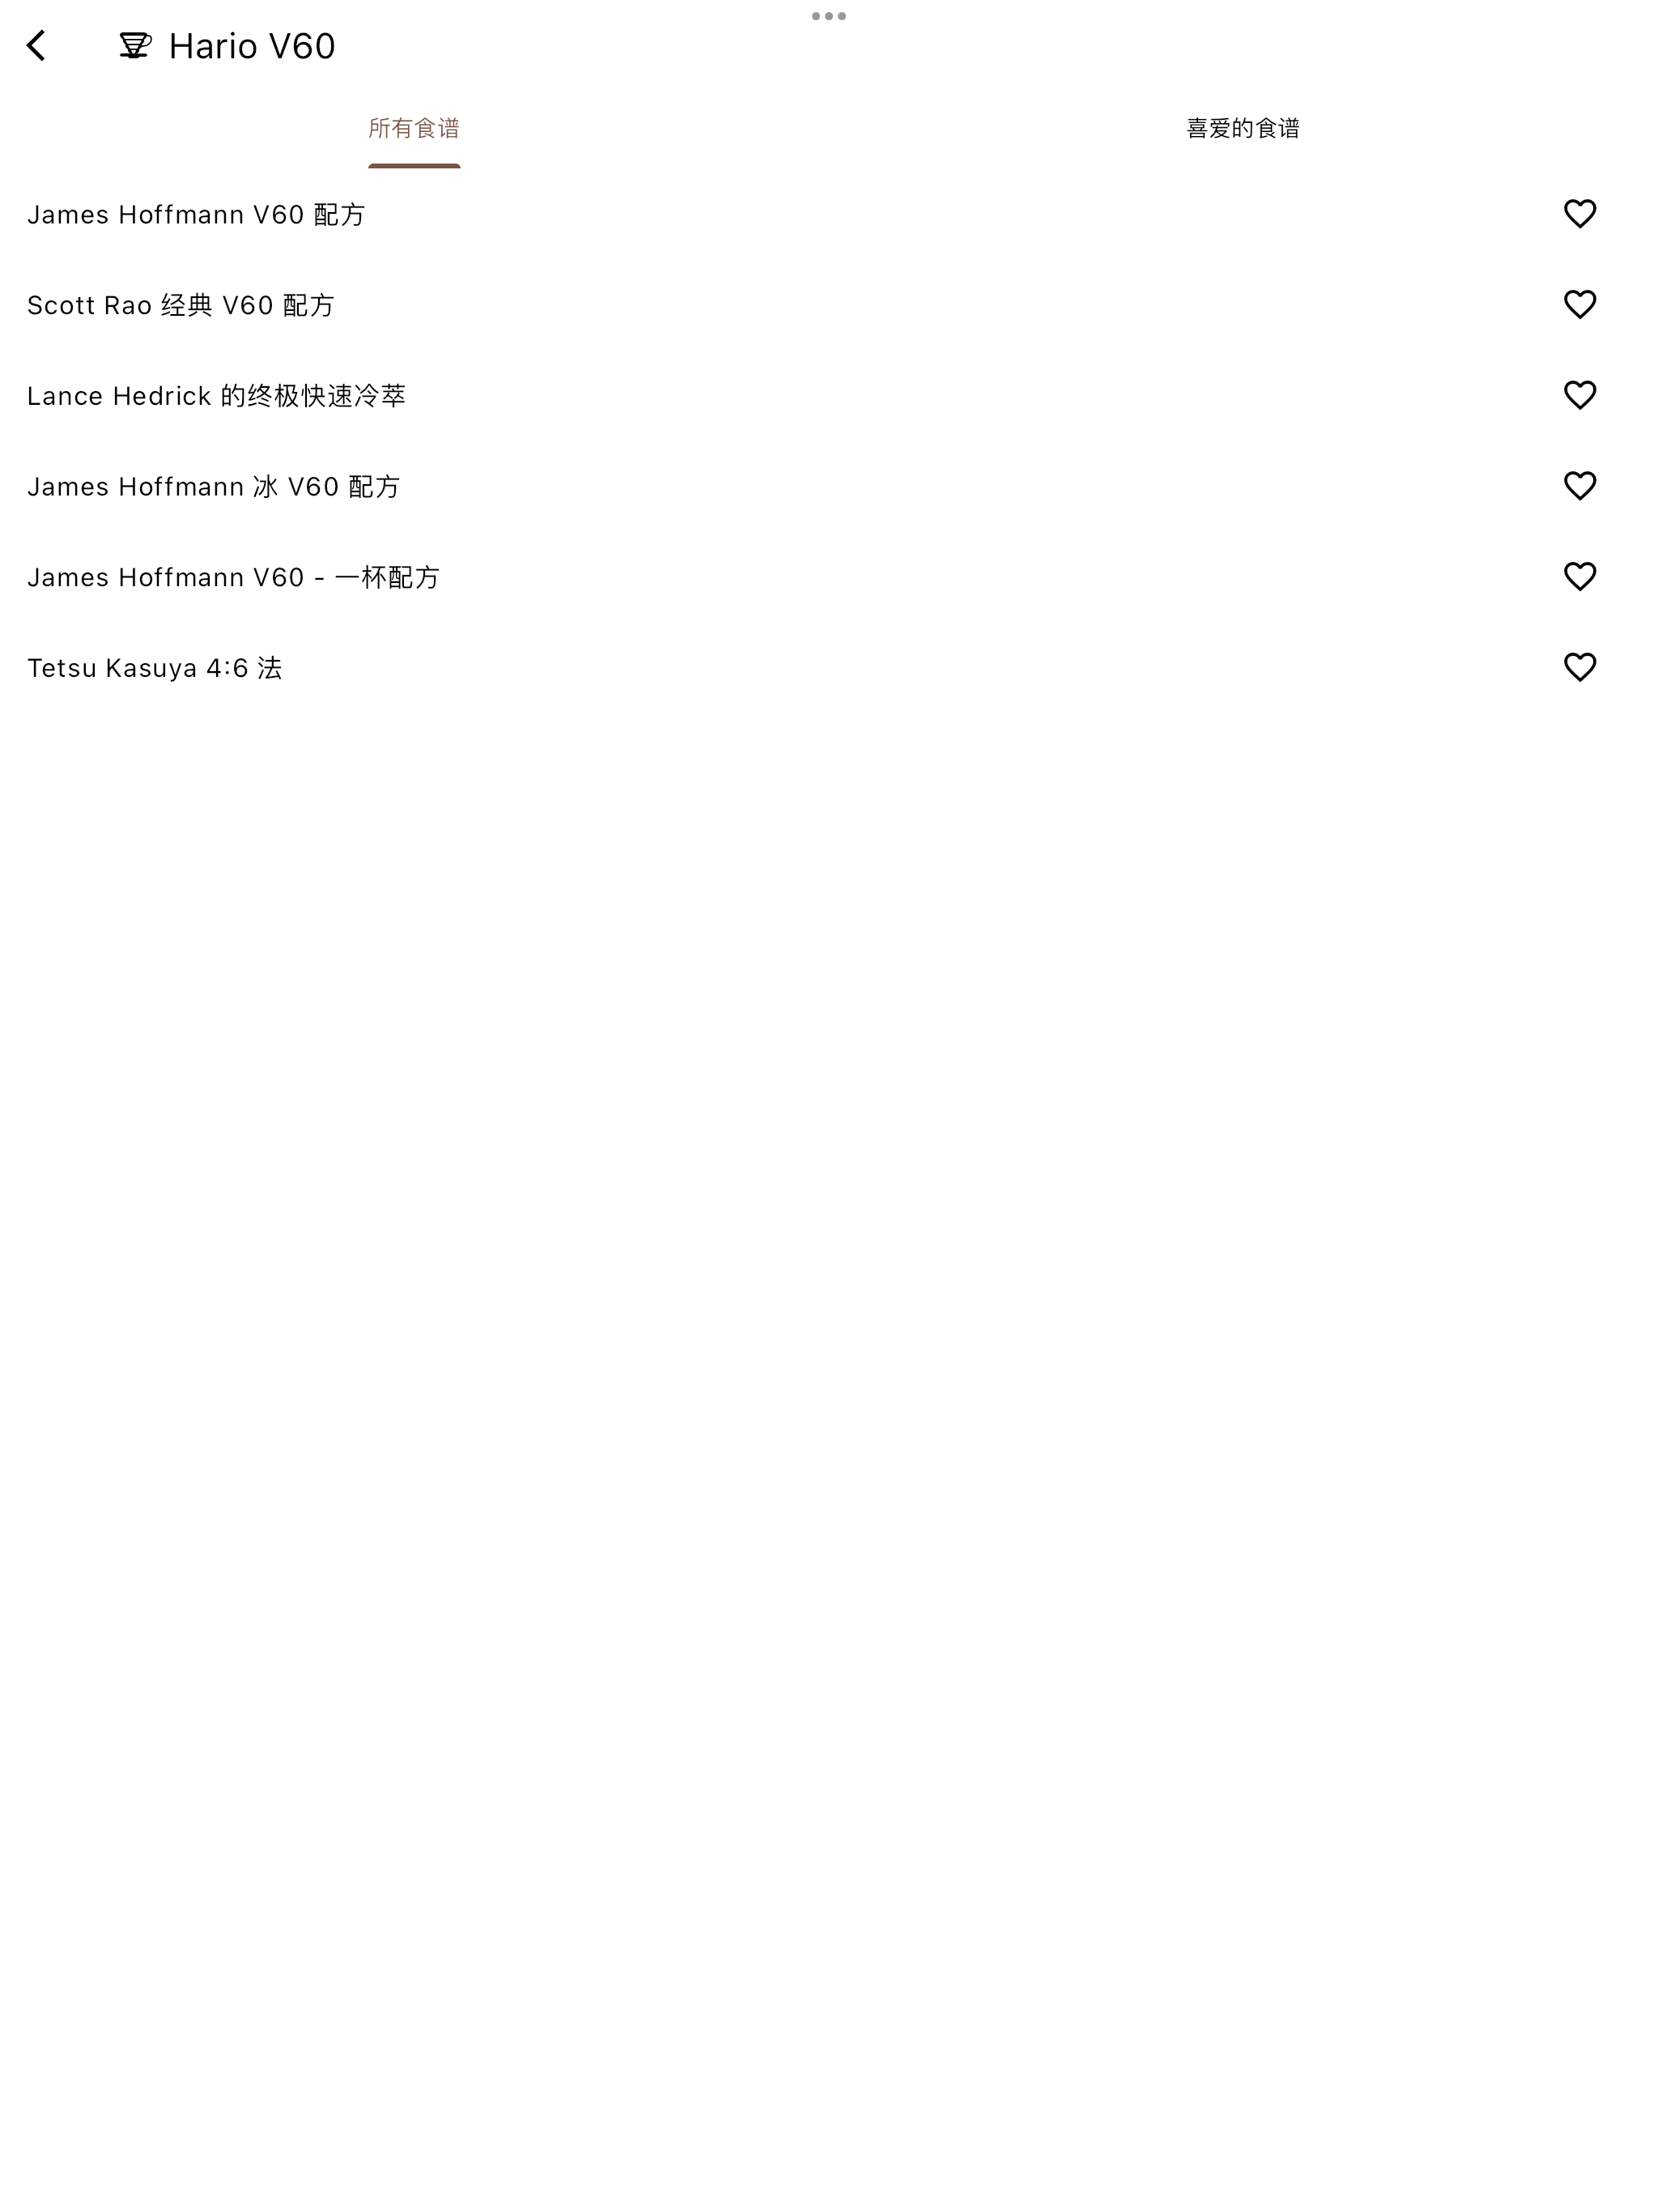 Hario V60
所有食谱
喜爱的食谱
James Hoffmann V60 配方
Scott Rao 经典 V60 配方
Lance Hedrick 的终极快速冷萃
James Hoffmann 冰 V60 配方
James Hoffmann V60 - 一杯配方
Tetsu Kasuya 4:6 法